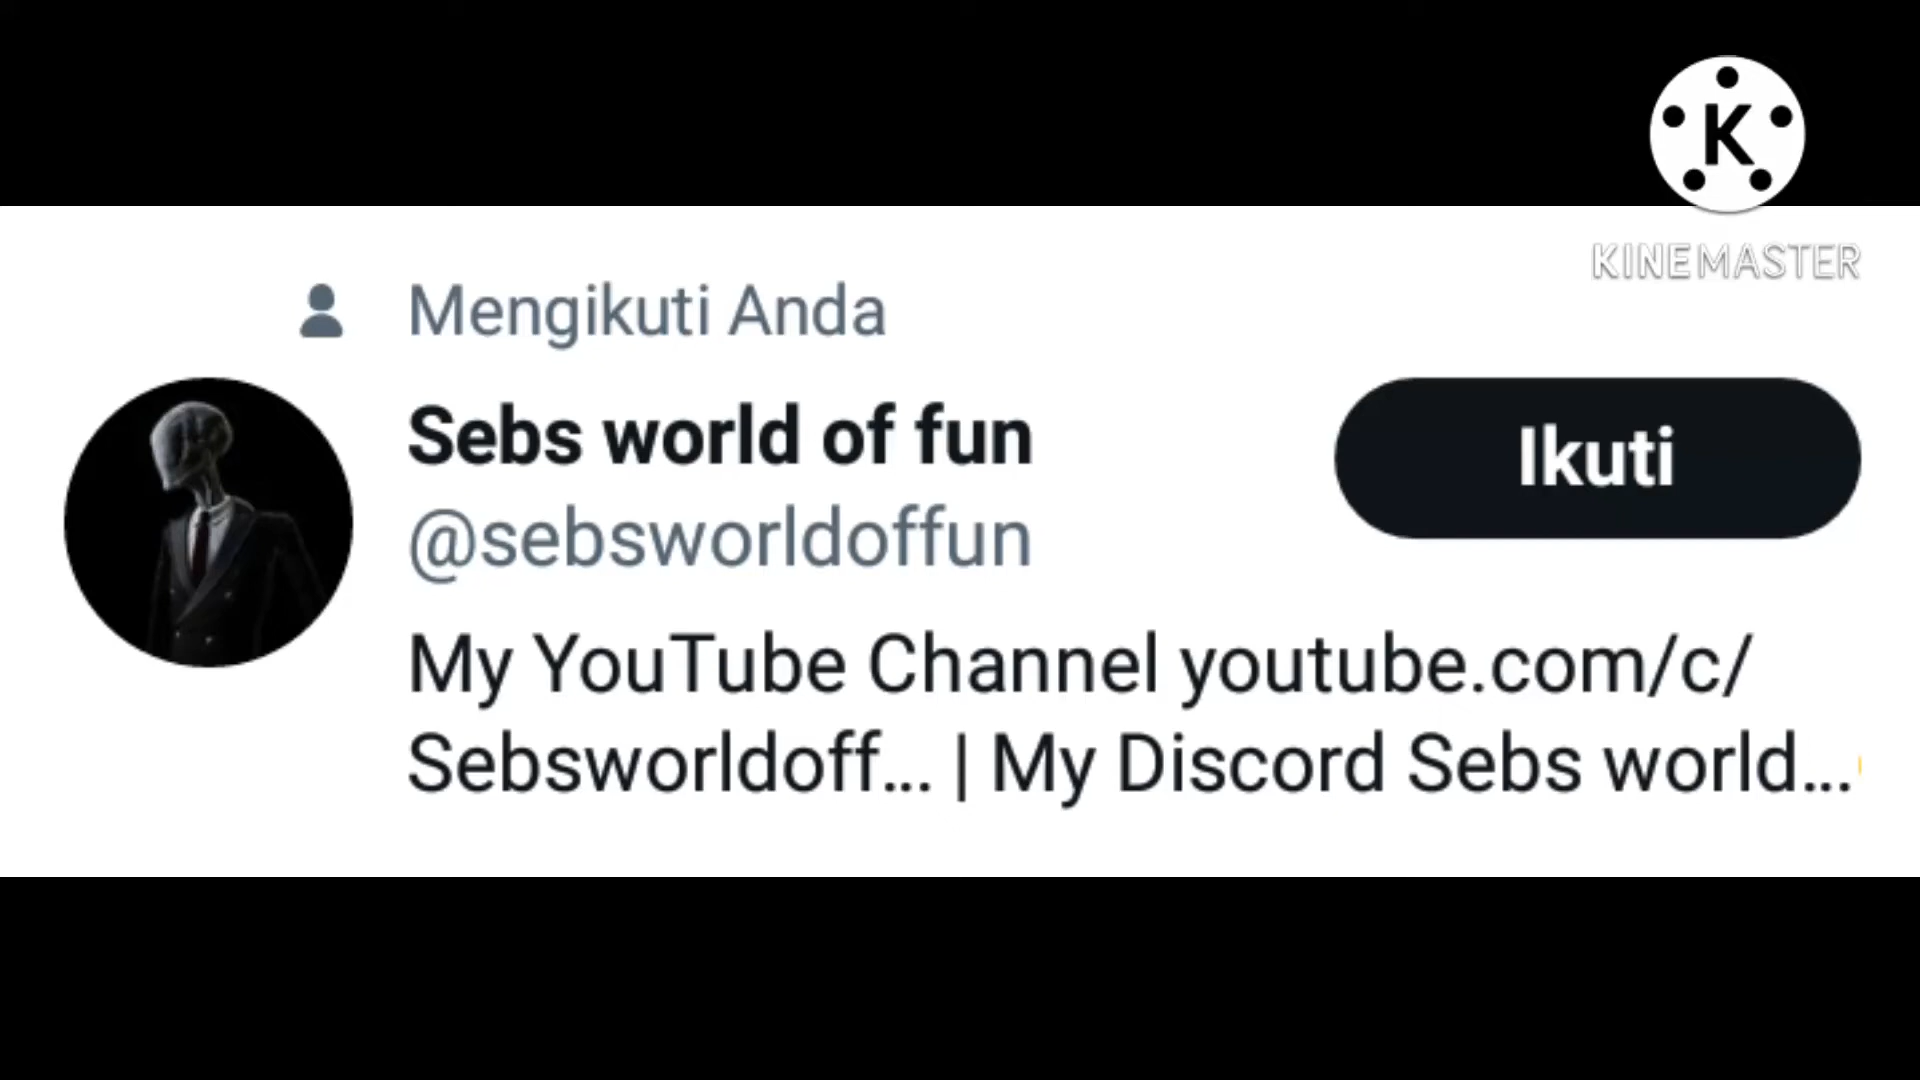 K
KINEMASTER
Mengikuti Anda
Sebs world of fun
Ikuti
@sebsworldoffun
My YouTube Channel youtube.com/c/
Sebsworldoff... | My Discord Sebs world...